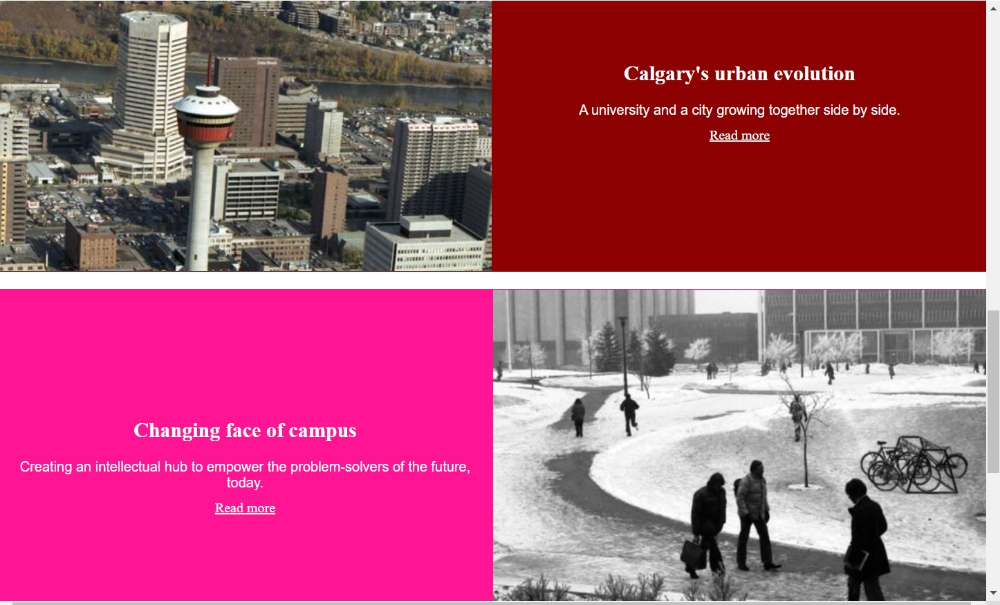 Calgary's urban evolution
A university and a city growing together side by side.
Read more
Changing face of campus
Creating an intellectual hub to empower the problem-solvers of the future,
today.
Read more